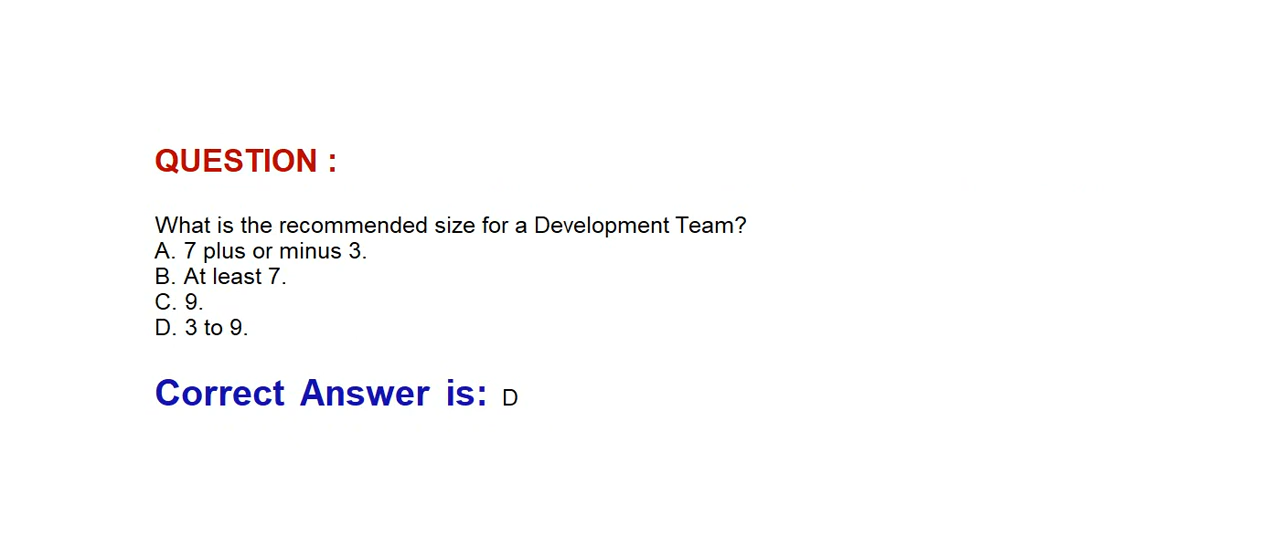 QUESTION :
What is the recommended size for a Development Team?
A. 7 plus or minus 3.
B. At least 7.
C. 9.
D. 3 to 9.
Correct Answer is: D